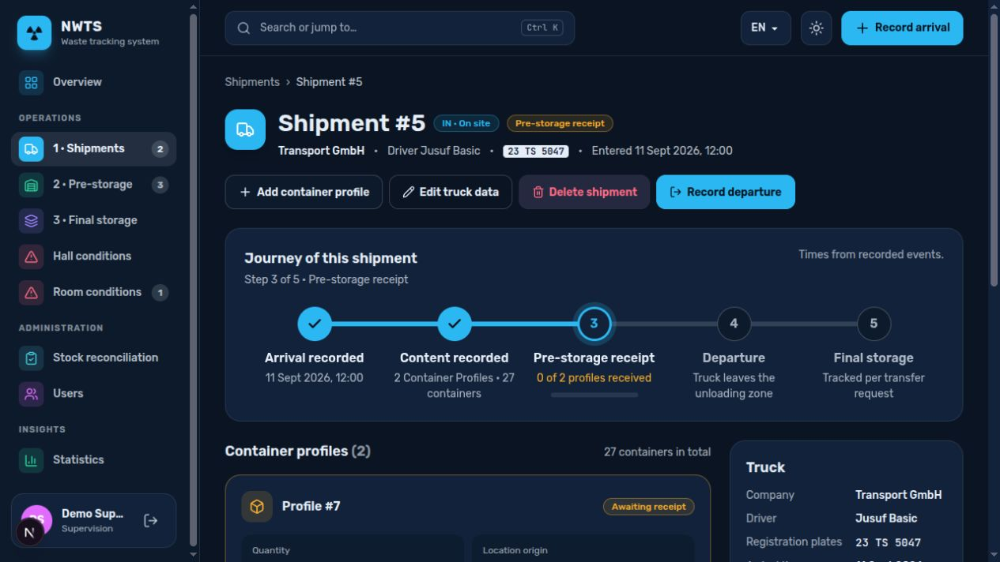 NWTS
Waste tracking system
Search or jump to…
Ctrl K
EN
Record arrival
Overview
OPERATIONS
1 • Shipments 2
2 • Pre-storage 3
3 • Final storage
Hall conditions
Room conditions 1
ADMINISTRATION
Stock reconciliation
Users
INSIGHTS
Statistics
Demo Sup…
Supervision
N
Shipments › Shipment #5
Shipment #5 IN • On site Pre-storage receipt
Transport GmbH • Driver Jusuf Basic • 23 TS 5047 • Entered 11 Sept 2026, 12:00
Add container profile
Edit truck data
Delete shipment
Record departure
Journey of this shipment
Times from recorded events.
Step 3 of 5 • Pre-storage receipt
3 4 5
Arrival recorded
11 Sept 2026, 12:00
Content recorded
2 Container Profiles • 27
containers
Pre-storage receipt
0 of 2 profiles received
Departure
Truck leaves the
unloading zone
Final storage
Tracked per transfer
request
Container profiles (2)
27 containers in total
Profile #7
Awaiting receipt
Quantity
Location origin
Truck
Company Transport GmbH
Driver Jusuf Basic
Registration plates 23 TS 5047